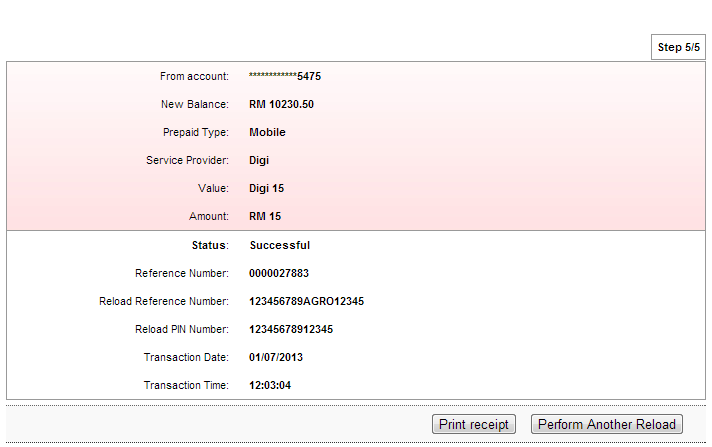 Step 5/5
From account: ************5475
New Balance: RM 10230.50
Prepaid Type: Mobile
Service Provider: Digi
Value: Digi 15
Amount: RM 15
Status: Successful
Reference Number: 0000027883
Reload Reference Number: 123456789AGRO12345
Reload PIN Number: 12345678912345
Transaction Date: 01/07/2013
Transaction Time: 12:03:04
Print receipt Perform Another Reload